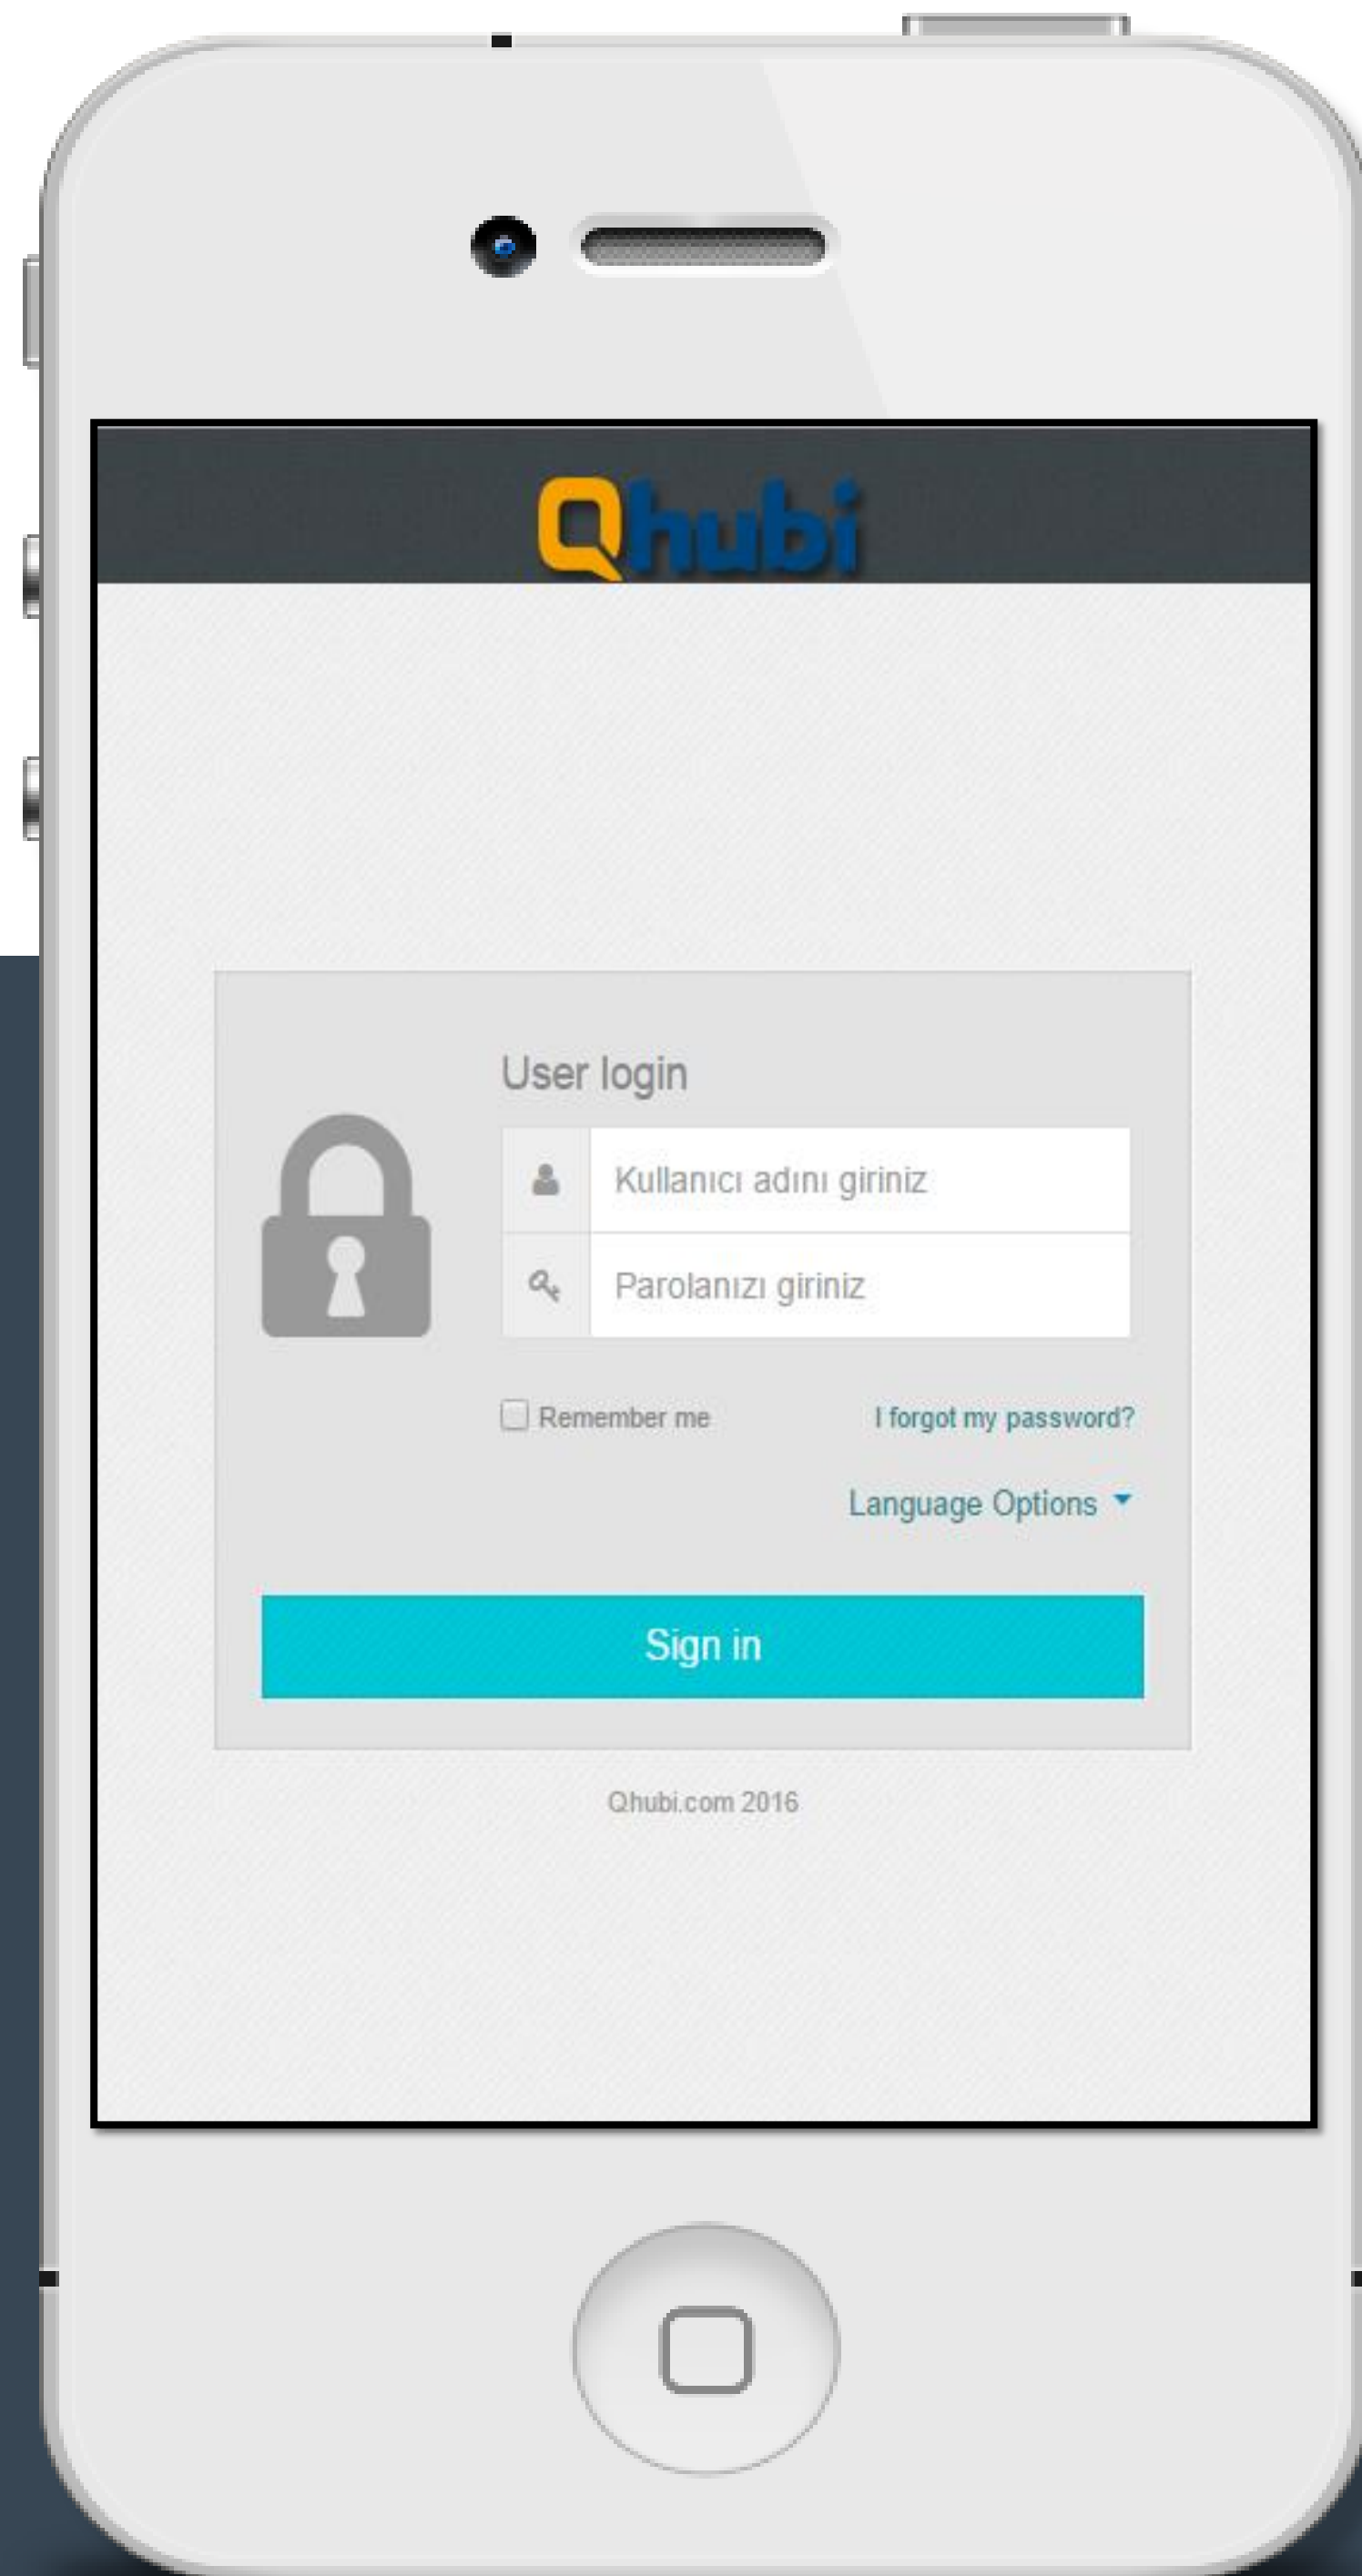 Qhubi
User login
Kullanıcı adını giriniz
Parolanızı giriniz
Remember me I forgot my password?
Language Options
Sign in
Qhubi.com 2016